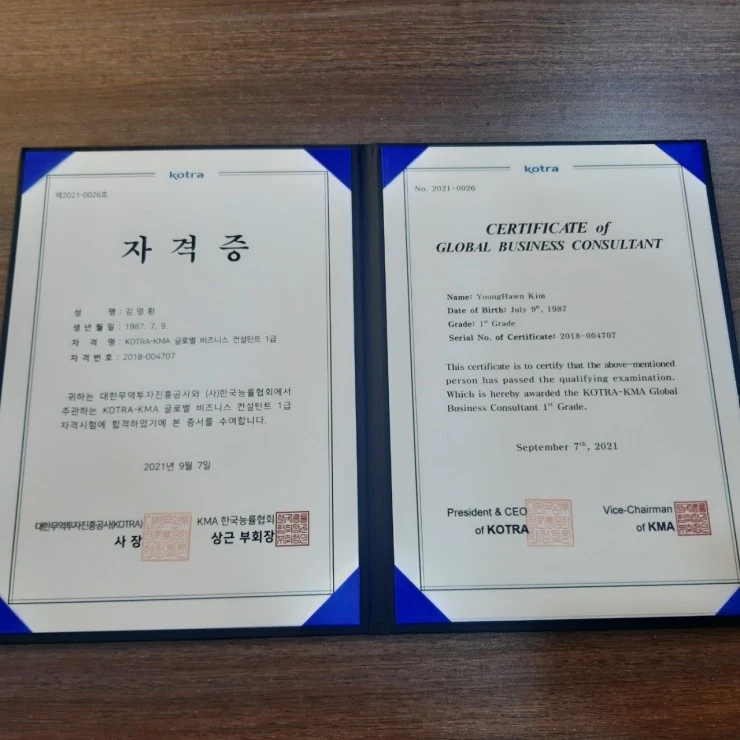 kotra
제2021-0026호
자 격 증
성 명 : 김 영 환
생 년 월 일 : 1987. 7. 9.
자 격 명 : KOTRA-KMA 글로벌 비즈니스 컨설턴트 1급
자 격 번 호 : 2018-004707
귀하는 대한무역투자진흥공사와 (사)한국능률협회에서
주관하는 KOTRA-KMA 글로벌 비즈니스 컨설턴트 1급
자격시험에 합격하였기에 본 증서를 수여합니다.
2021년 9월 7일
대한무역투자진흥공사(KOTRA)
사 장
KMA 한국능률협회
상근 부회장
kotra
No. 2021-0026
CERTIFICATE of
GLOBAL BUSINESS CONSULTANT
Name: YoungHawn Kim
Date of Birth: July 9th, 1987
Grade: 1st Grade
Serial No. of Certificate: 2018-004707
This certificate is to certify that the above-mentioned
person has passed the qualifying examination.
Which is hereby awarded the KOTRA-KMA Global
Business Consultant 1st Grade.
September 7th, 2021
President & CEO
of KOTRA
Vice-Chairman
of KMA